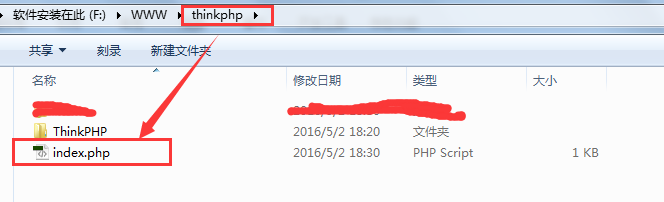 软件安装在此 (F:) ▸ WWW ▸ thinkphp ▸
共享 刻录 新建文件夹
名称 修改日期 类型 大小
ThinkPHP 2016/5/2 18:20 文件夹
index.php 2016/5/2 18:30 PHP Script 1 KB